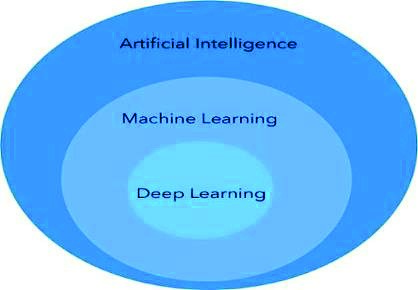 Artificial Intelligence
Machine Learning
Deep Learning